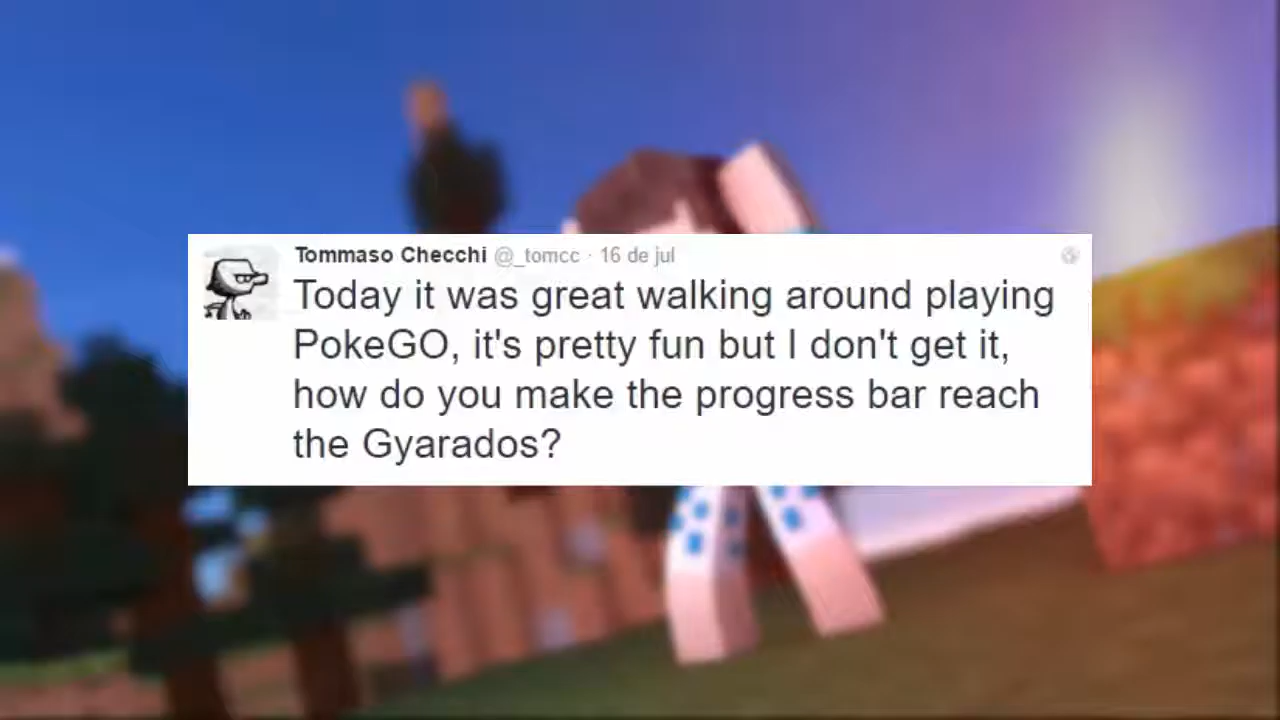 Tommaso Checchi @_tomcc · 16 de jul
Today it was great walking around playing
PokeGO, it's pretty fun but I don't get it,
how do you make the progress bar reach
the Gyarados?